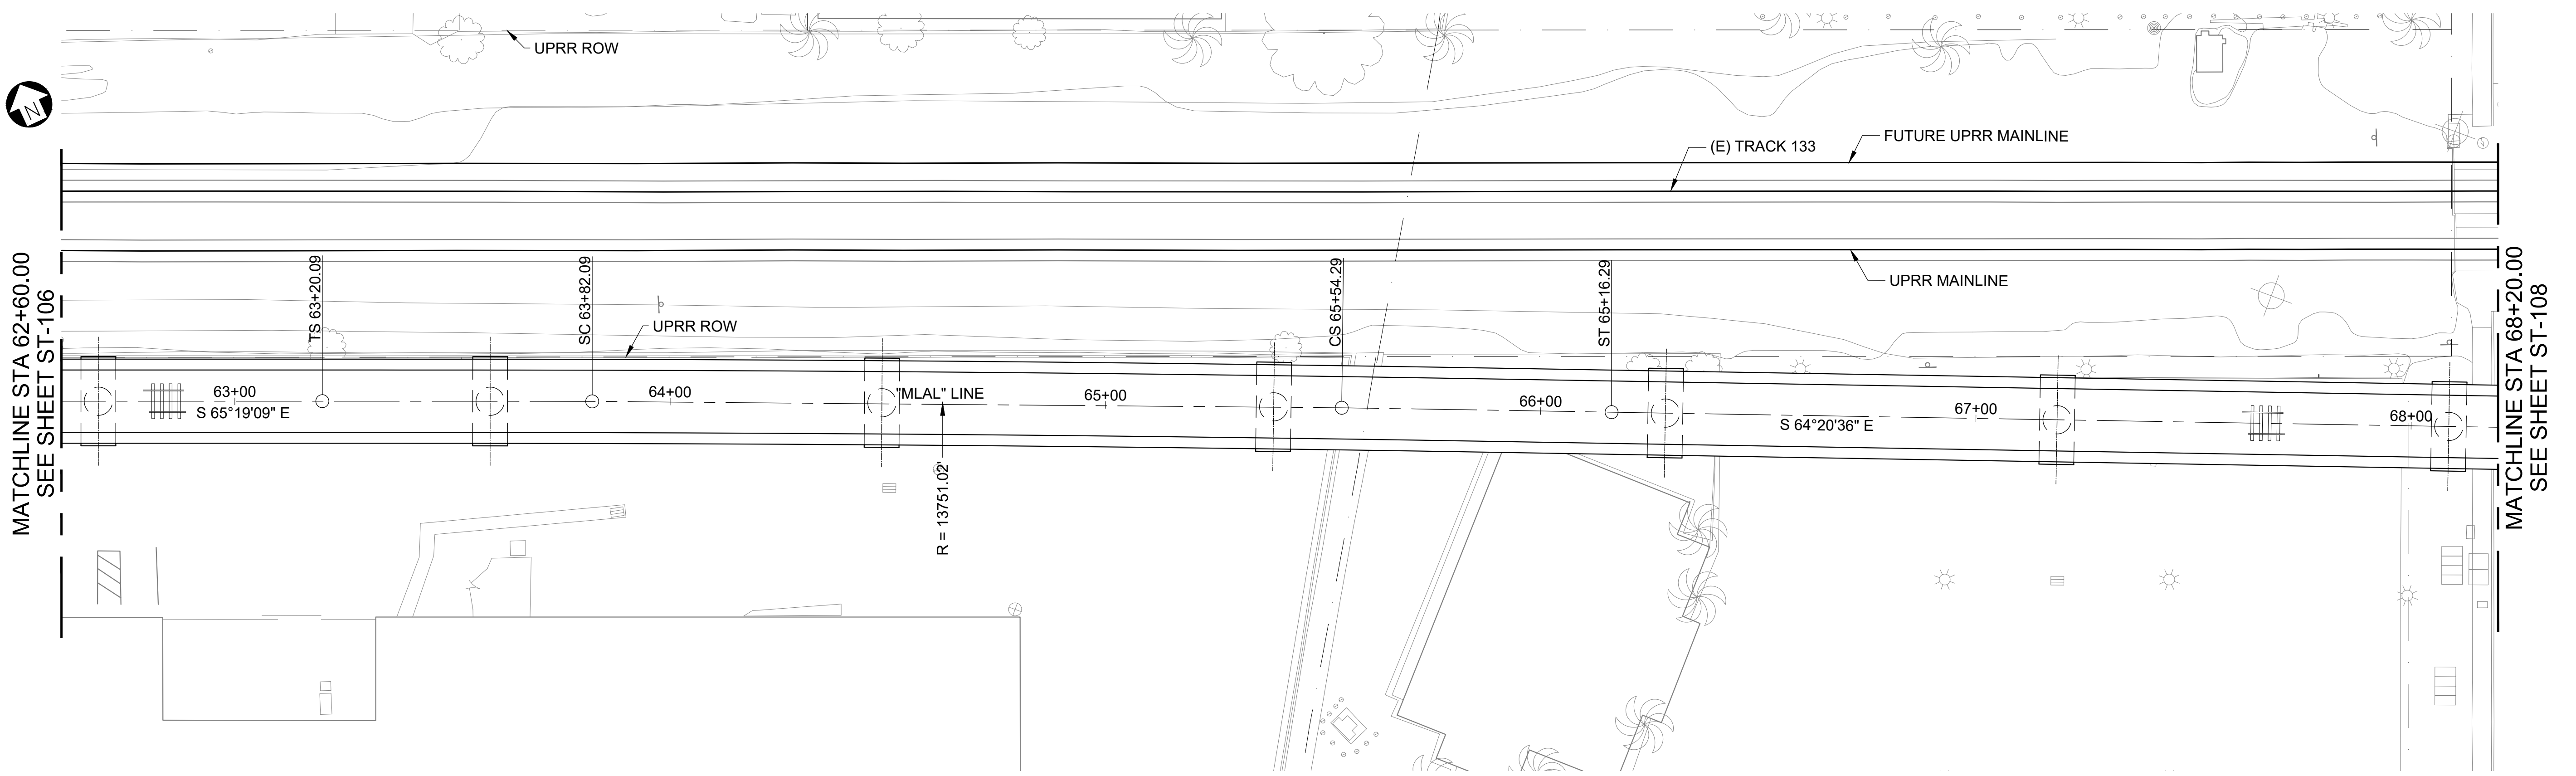 UPRR ROW
N
(E) TRACK 133
FUTURE UPRR MAINLINE
UPRR MAINLINE
MATCHLINE STA 62+60.00
SEE SHEET ST-106
TS 63+20.09
SC 63+82.09
UPRR ROW
CS 65+54.29
ST 65+16.29
MATCHLINE STA 68+20.00
SEE SHEET ST-108
63+00
S 65°19'09" E
64+00
"MLAL" LINE
65+00
66+00
67+00
S 64°20'36" E
68+00
R = 13751.02'